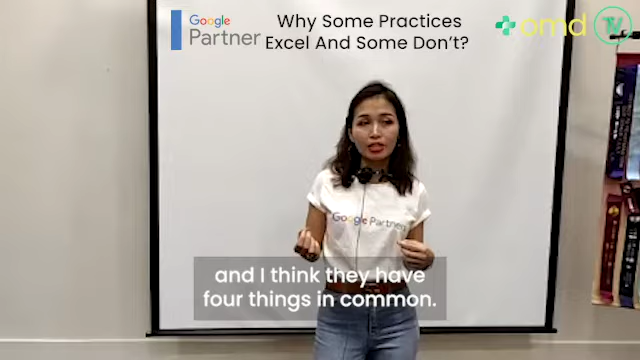 Google
Partner
Why Some Practices
Excel And Some Don't?
omd
TV
Google Partner
and I think they have
four things in common.